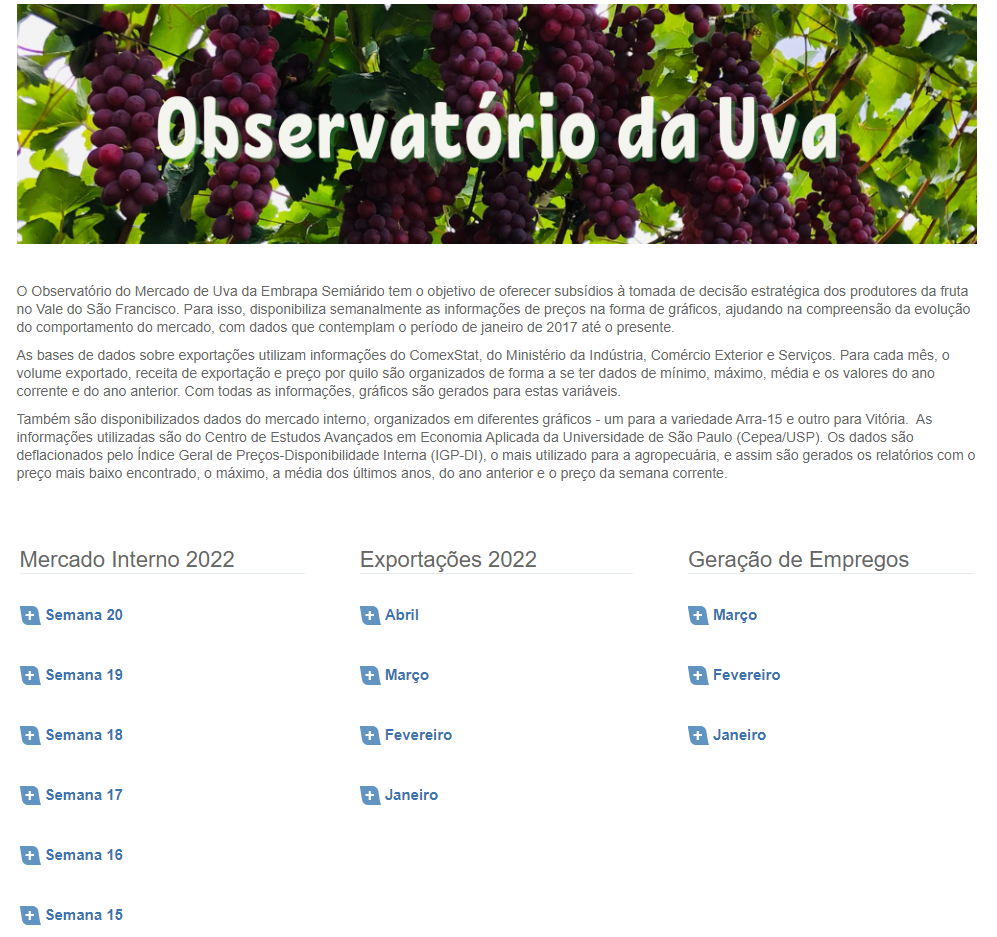 Observatório da Uva
O Observatório do Mercado de Uva da Embrapa Semiárido tem o objetivo de oferecer subsídios à tomada de decisão estratégica dos produtores da fruta
no Vale do São Francisco. Para isso, disponibiliza semanalmente as informações de preços na forma de gráficos, ajudando na compreensão da evolução
do comportamento do mercado, com dados que contemplam o período de janeiro de 2017 até o presente.
As bases de dados sobre exportações utilizam informações do ComexStat, do Ministério da Indústria, Comércio Exterior e Serviços. Para cada mês, o
volume exportado, receita de exportação e preço por quilo são organizados de forma a se ter dados de mínimo, máximo, média e os valores do ano
corrente e do ano anterior. Com todas as informações, gráficos são gerados para estas variáveis.
Também são disponibilizados dados do mercado interno, organizados em diferentes gráficos - um para a variedade Arra-15 e outro para Vitória.  As
informações utilizadas são do Centro de Estudos Avançados em Economia Aplicada da Universidade de São Paulo (Cepea/USP). Os dados são
deflacionados pelo Índice Geral de Preços-Disponibilidade Interna (IGP-DI), o mais utilizado para a agropecuária, e assim são gerados os relatórios com o
preço mais baixo encontrado, o máximo, a média dos últimos anos, do ano anterior e o preço da semana corrente.
Mercado Interno 2022
Semana 20
Semana 19
Semana 18
Semana 17
Semana 16
Semana 15
Exportações 2022
Abril
Março
Fevereiro
Janeiro
Geração de Empregos
Março
Fevereiro
Janeiro